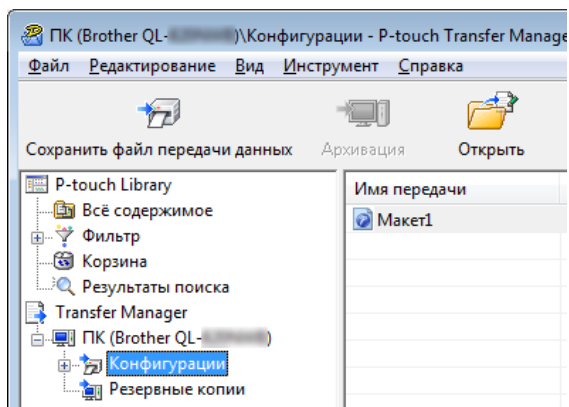 ПК (Brother QL- )\Конфигурации - P-touch Transfer Manage
Файл Редактирование Вид Инструмент Справка
Сохранить файл передачи данных Архивация Открыть
P-touch Library
Всё содержимое
Фильтр
Корзина
Результаты поиска
Transfer Manager
ПК (Brother QL- )
Конфигурации
Резервные копии
Имя передачи
Макет1